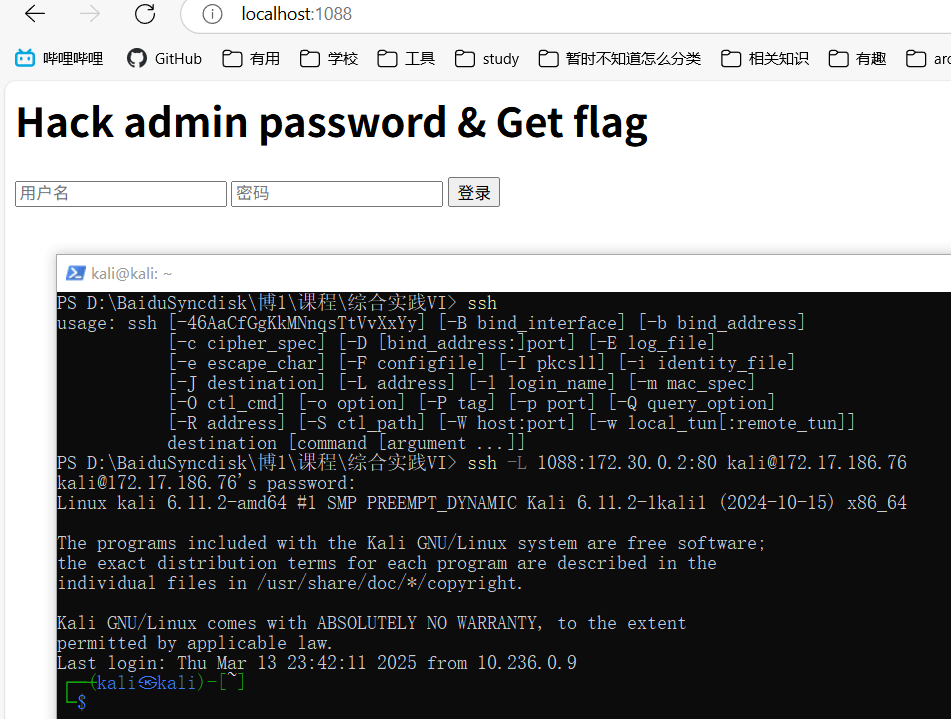 localhost:1088
哔哩哔哩 GitHub 有用 学校 工具 study 暂时不知道怎么分类 相关知识 有趣
Hack admin password & Get flag
用户名 密码 登录
kali@kali: ~
PS D:\BaiduSyncdisk\博1\课程\综合实践VI> ssh
usage: ssh [-46AaCfGgKkMNnqsTtVvXxYy] [-B bind_interface] [-b bind_address]
[-c cipher_spec] [-D [bind_address:]port] [-E log_file]
[-e escape_char] [-F configfile] [-I pkcs11] [-i identity_file]
[-J destination] [-L address] [-l login_name] [-m mac_spec]
[-O ctl_cmd] [-o option] [-P tag] [-p port] [-Q query_option]
[-R address] [-S ctl_path] [-W host:port] [-w local_tun[:remote_tun]]
destination [command [argument ...]]
PS D:\BaiduSyncdisk\博1\课程\综合实践VI> ssh -L 1088:172.30.0.2:80 kali@172.17.186.76
kali@172.17.186.76's password:
Linux kali 6.11.2-amd64 #1 SMP PREEMPT_DYNAMIC Kali 6.11.2-1kali1 (2024-10-15) x86_64
The programs included with the Kali GNU/Linux system are free software;
the exact distribution terms for each program are described in the
individual files in /usr/share/doc/*/copyright.
Kali GNU/Linux comes with ABSOLUTELY NO WARRANTY, to the extent
permitted by applicable law.
Last login: Thu Mar 13 23:42:11 2025 from 10.236.0.9
┌──(kali㉿kali)-[~]
└─$